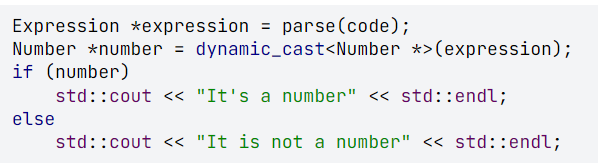 Expression *expression = parse(code);
Number *number = dynamic_cast<Number *>(expression);
if (number)
    std::cout << "It's a number" << std::endl;
else
    std::cout << "It is not a number" << std::endl;